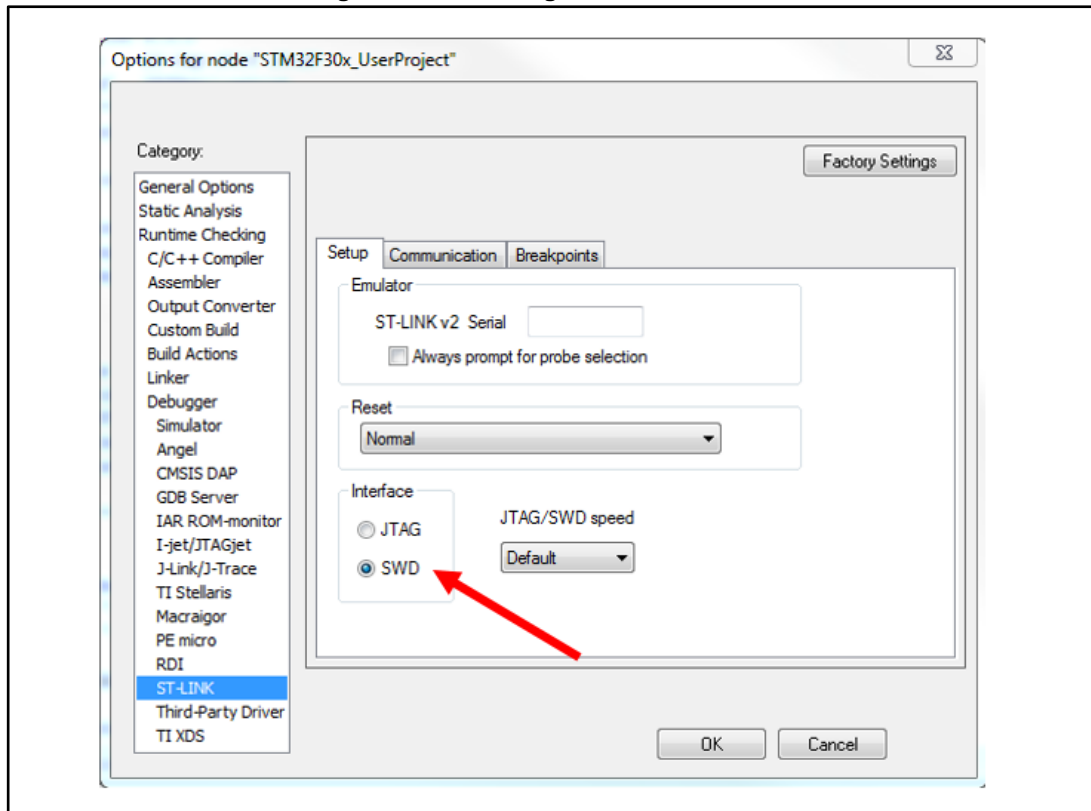 Options for node "STM32F30x_UserProject"
Category:
Factory Settings
General Options
Static Analysis
Runtime Checking
C/C++ Compiler
Assembler
Output Converter
Custom Build
Build Actions
Linker
Debugger
Simulator
Angel
CMSIS DAP
GDB Server
IAR ROM-monitor
I-jet/JTAGjet
J-Link/J-Trace
TI Stellaris
Macraigor
PE micro
RDI
ST-LINK
Third-Party Driver
TI XDS
Setup Communication Breakpoints
Emulator
ST-LINK v2 Serial
Always prompt for probe selection
Reset
Normal
Interface
JTAG
SWD
JTAG/SWD speed
Default
OK Cancel